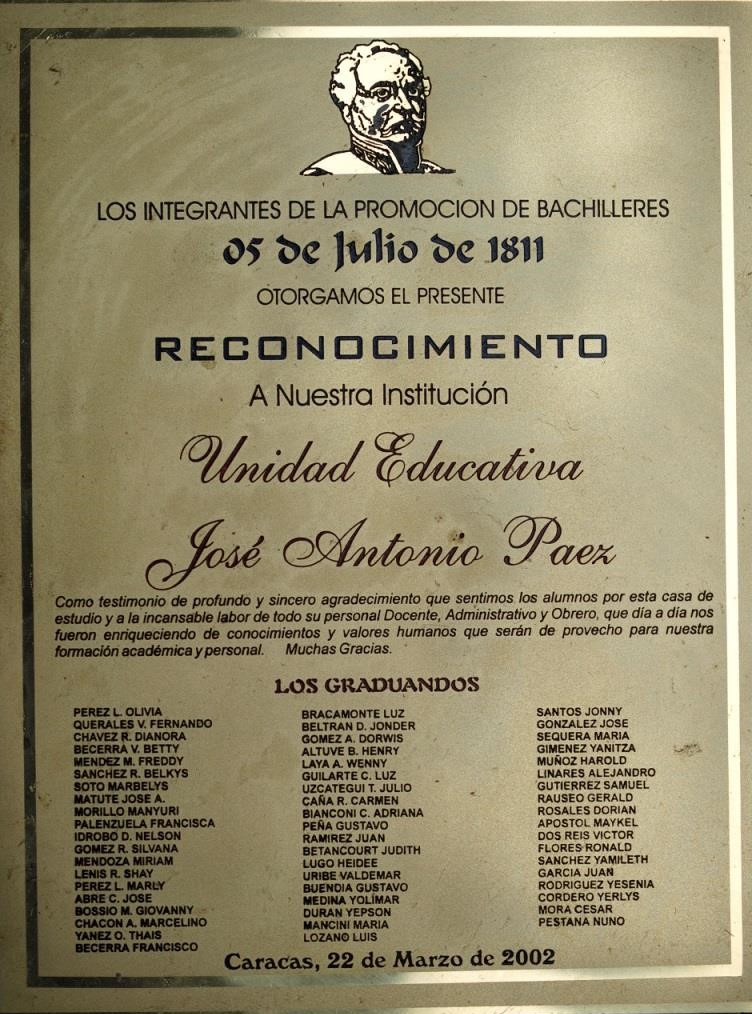 LOS INTEGRANTES DE LA PROMOCION DE BACHILLERES
05 de Julio de 1811
OTORGAMOS EL PRESENTE
RECONOCIMIENTO
A Nuestra Institución
Unidad Educativa
José Antonio Paez
Como testimonio de profundo y sincero agradecimiento que sentimos los alumnos por esta casa de
estudio y a la incansable labor de todo su personal Docente, Administrativo y Obrero, que día a día nos
fueron enriqueciendo de conocimientos y valores humanos que serán de provecho para nuestra
formación académica y personal. Muchas Gracias.
LOS GRADUANDOS
PEREZ L. OLIVIA
QUERALES V. FERNANDO
CHAVEZ R. DIANORA
BECERRA V. BETTY
MENDEZ M. FREDDY
SANCHEZ R. BELKYS
SOTO MARBELYS
MATUTE JOSE A.
MORILLO MANYURI
PALENZUELA FRANCISCA
IDROBO D. NELSON
GOMEZ R. SILVANA
MENDOZA MIRIAM
LENIS R. SHAY
PEREZ L. MARLY
ABRE C. JOSE
BOSSIO M. GIOVANNY
CHACON A. MARCELINO
YANEZ O. THAIS
BECERRA FRANCISCO
BRACAMONTE LUZ
BELTRAN D. JONDER
GOMEZ A. DORWIS
ALTUVE B. HENRY
LAYA A. WENNY
GUILARTE C. LUZ
UZCATEGUI T. JULIO
CAÑA R. CARMEN
BIANCONI C. ADRIANA
PEÑA GUSTAVO
RAMIREZ JUAN
BETANCOURT JUDITH
LUGO HEIDEE
URIBE VALDEMAR
BUENDIA GUSTAVO
MEDINA YOLÍMAR
DURAN YEPSON
MANCINI MARIA
LOZANO LUIS
SANTOS JONNY
GONZALEZ JOSE
SEQUERA MARIA
GIMENEZ YANITZA
MUÑOZ HAROLD
LINARES ALEJANDRO
GUTIERREZ SAMUEL
RAUSEO GERALD
ROSALES DORIAN
APOSTOL MAYKEL
DOS REIS VICTOR
FLORES RONALD
SANCHEZ YAMILETH
GARCIA JUAN
RODRIGUEZ YESENIA
CORDERO YERLYS
MORA CESAR
PESTANA NUNO
Caracas, 22 de Marzo de 2002